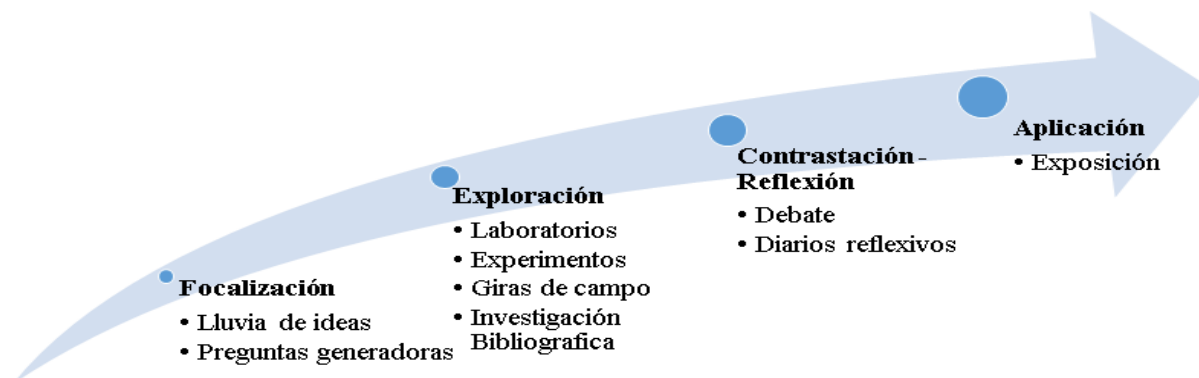 Focalización
• Lluvia de ideas
• Preguntas generadoras
Exploración
• Laboratorios
• Experimentos
• Giras de campo
• Investigación
Bibliografica
Contrastación-
Reflexión
• Debate
• Diarios reflexivos
Aplicación
• Exposición